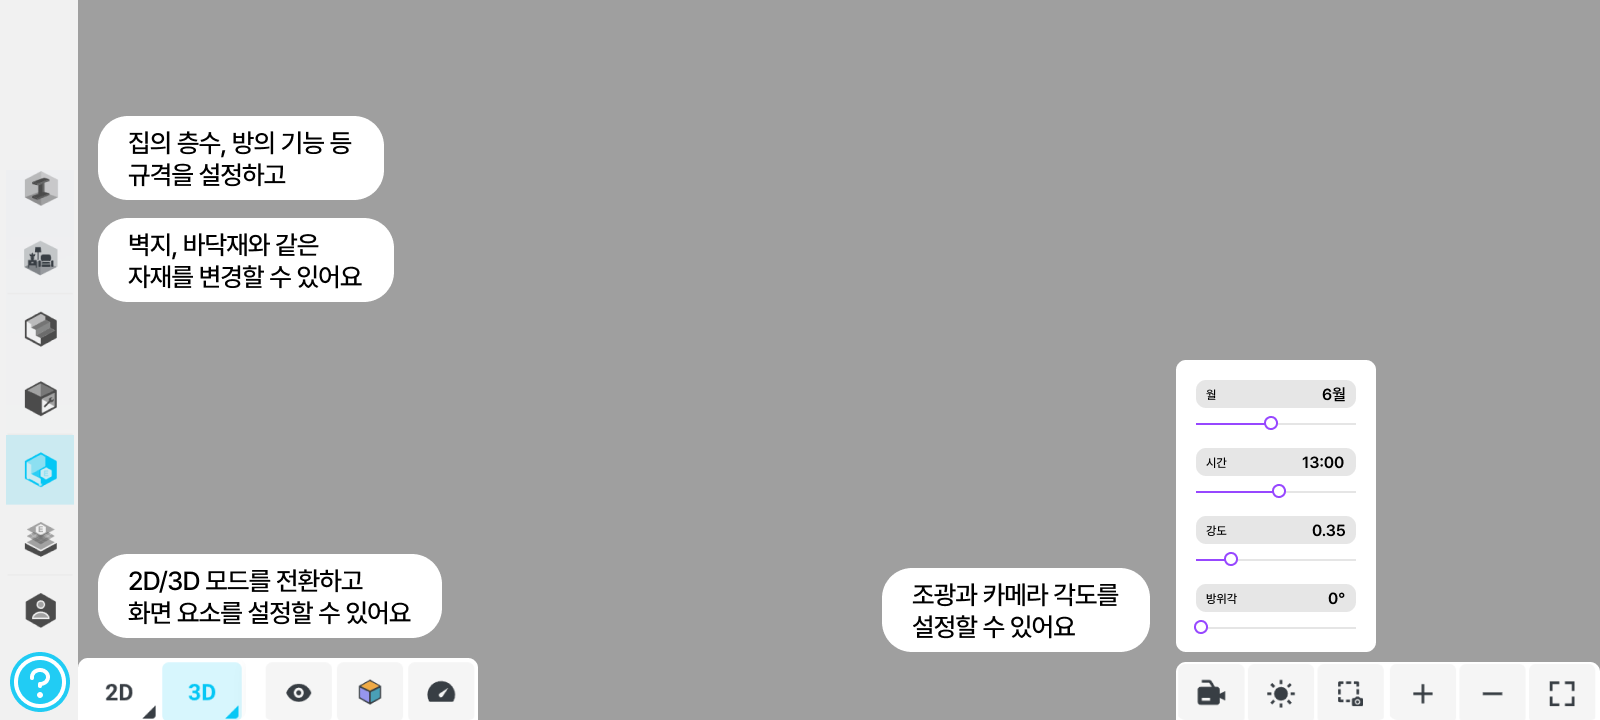 집의 층수, 방의 기능 등
규격을 설정하고
벽지, 바닥재와 같은
자재를 변경할 수 있어요
월 6월
시간 13:00
강도 0.35
방위각 0°
2D/3D 모드를 전환하고
화면 요소를 설정할 수 있어요
조광과 카메라 각도를
설정할 수 있어요
2D 3D